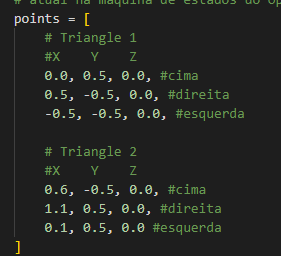 # atual na máquina de estados do Op
points = [
# Triangle 1
#X Y Z
0.0, 0.5, 0.0, #cima
0.5, -0.5, 0.0, #direita
-0.5, -0.5, 0.0, #esquerda
# Triangle 2
#X Y Z
0.6, -0.5, 0.0, #cima
1.1, 0.5, 0.0, #direita
0.1, 0.5, 0.0 #esquerda
]